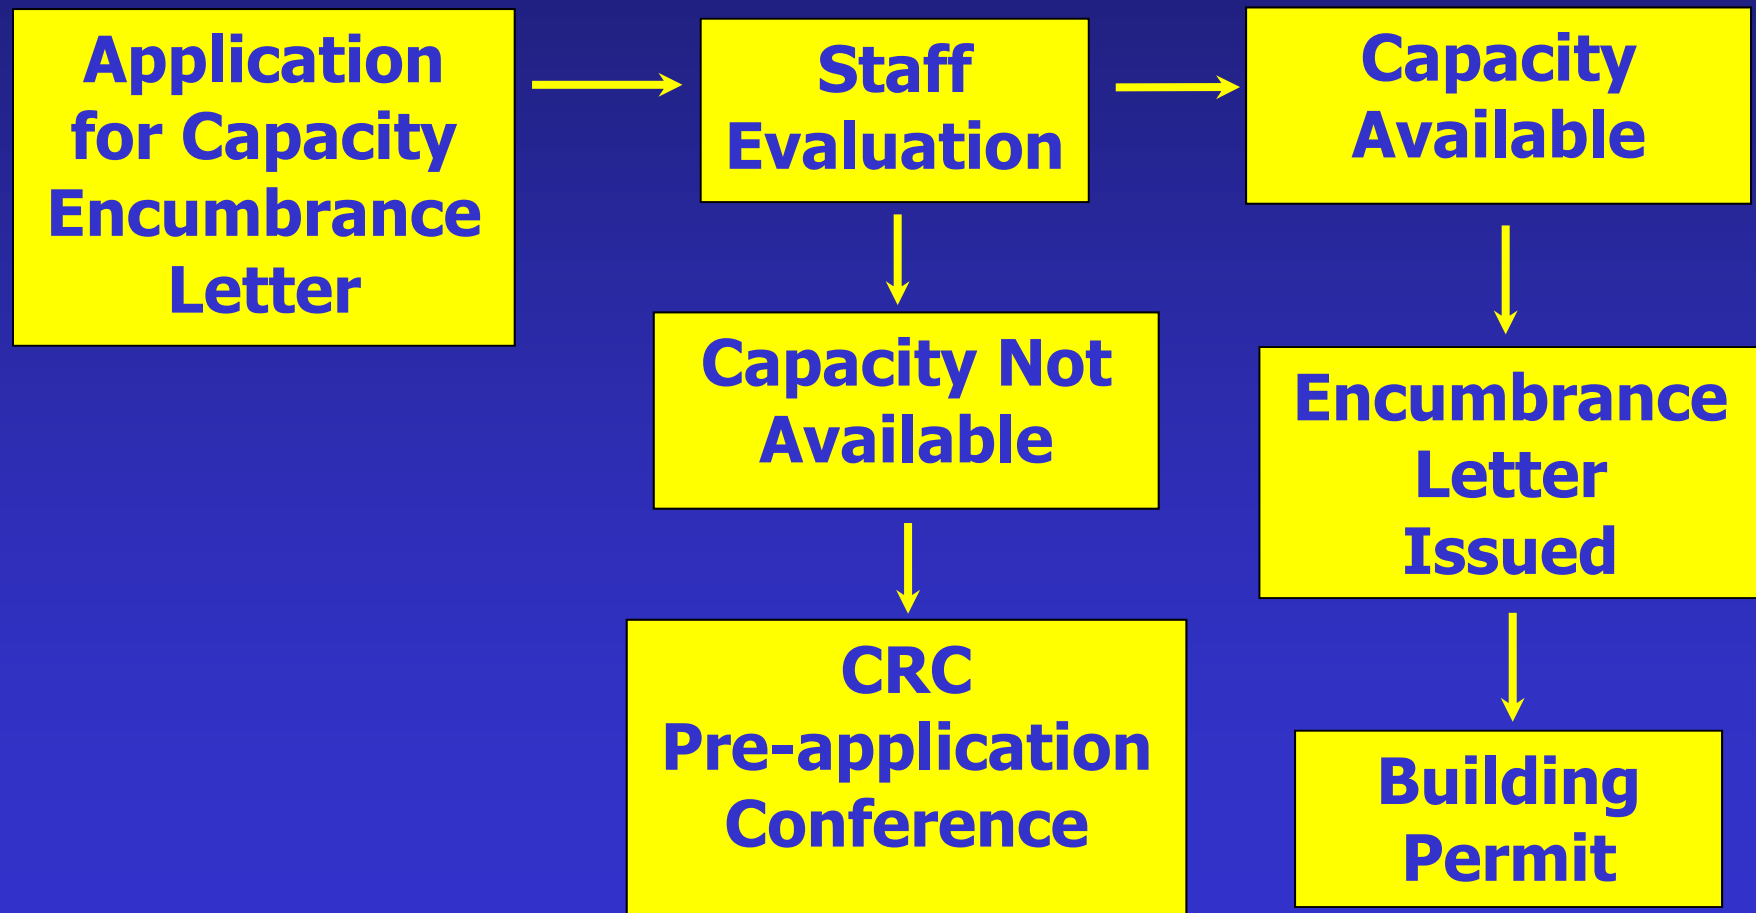 Application
for Capacity
Encumbrance
Letter
Staff
Evaluation
Capacity
Available
Capacity Not
Available
Encumbrance
Letter
Issued
CRC
Pre-application
Conference
Building
Permit